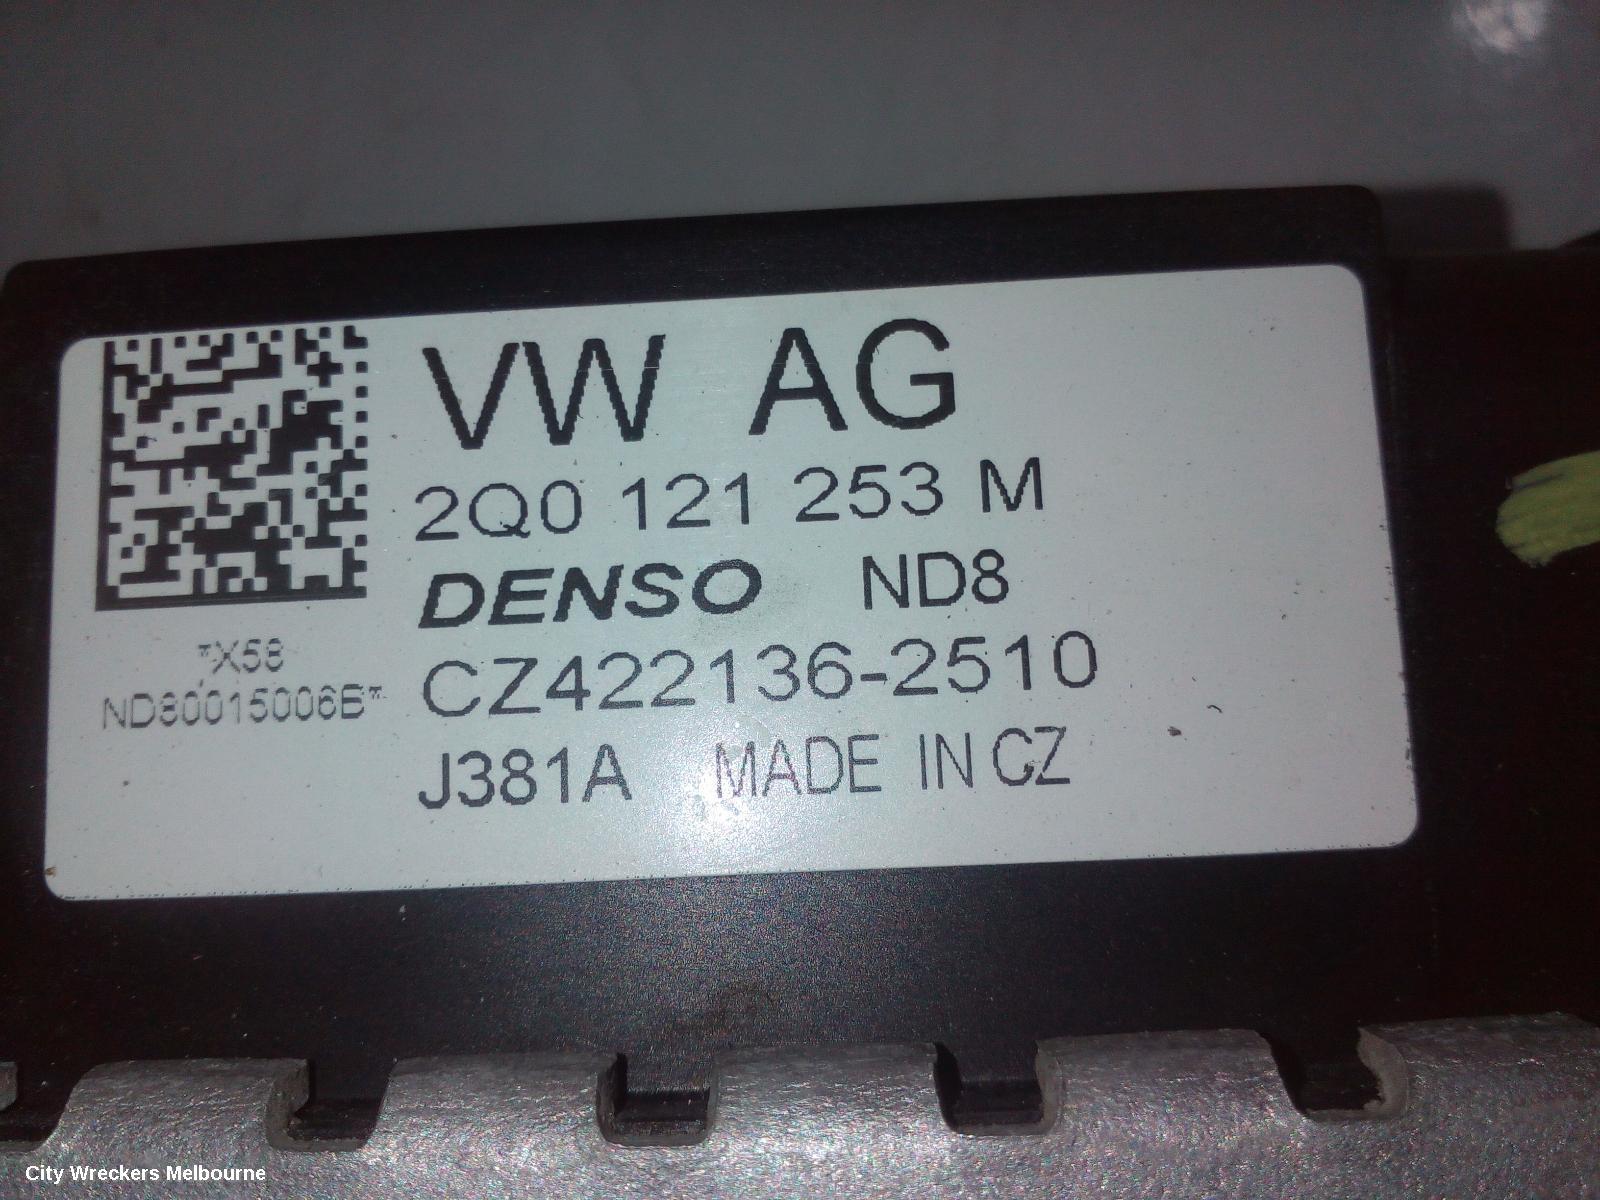 VW AG
2Q0 121 253 M
DENSO ND8
CZ422136-2510
J381A MADE IN CZ
*X58
ND80015006B*
City Wreckers Melbourne